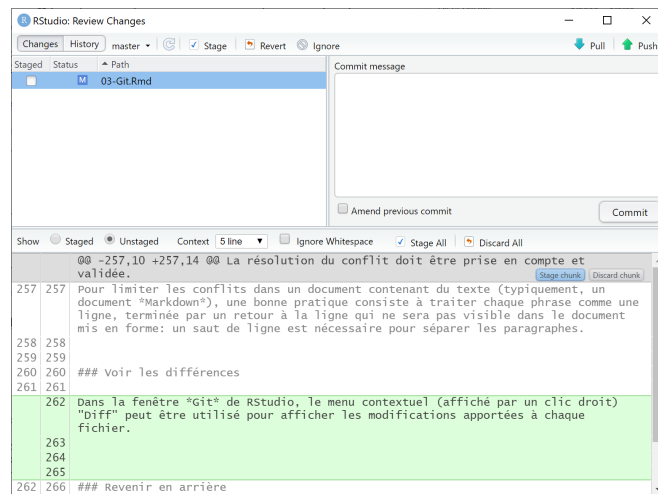 R RStudio: Review Changes
Changes History master Stage Revert Ignore Pull Push
Staged Status Path
M 03-Git.Rmd
Commit message
Amend previous commit
Commit
Show Staged Unstaged Context 5 line Ignore Whitespace Stage All Discard All
@@ -257,10 +257,14 @@ La résolution du conflit doit être prise en compte et
validée.
Stage chunk Discard chunk
257 257 Pour limiter les conflits dans un document contenant du texte (typiquement, un
document *Markdown*), une bonne pratique consiste à traiter chaque phrase comme une
ligne, terminée par un retour à la ligne qui ne sera pas visible dans le document
mis en forme: un saut de ligne est nécessaire pour séparer les paragraphes.
258 258
259 259
260 260 ### Voir les différences
261 261
262 Dans la fenêtre *Git* de RStudio, le menu contextuel (affiché par un clic droit)
"Diff" peut être utilisé pour afficher les modifications apportées à chaque
fichier.
263
264
265
262 266 ### Revenir en arrière